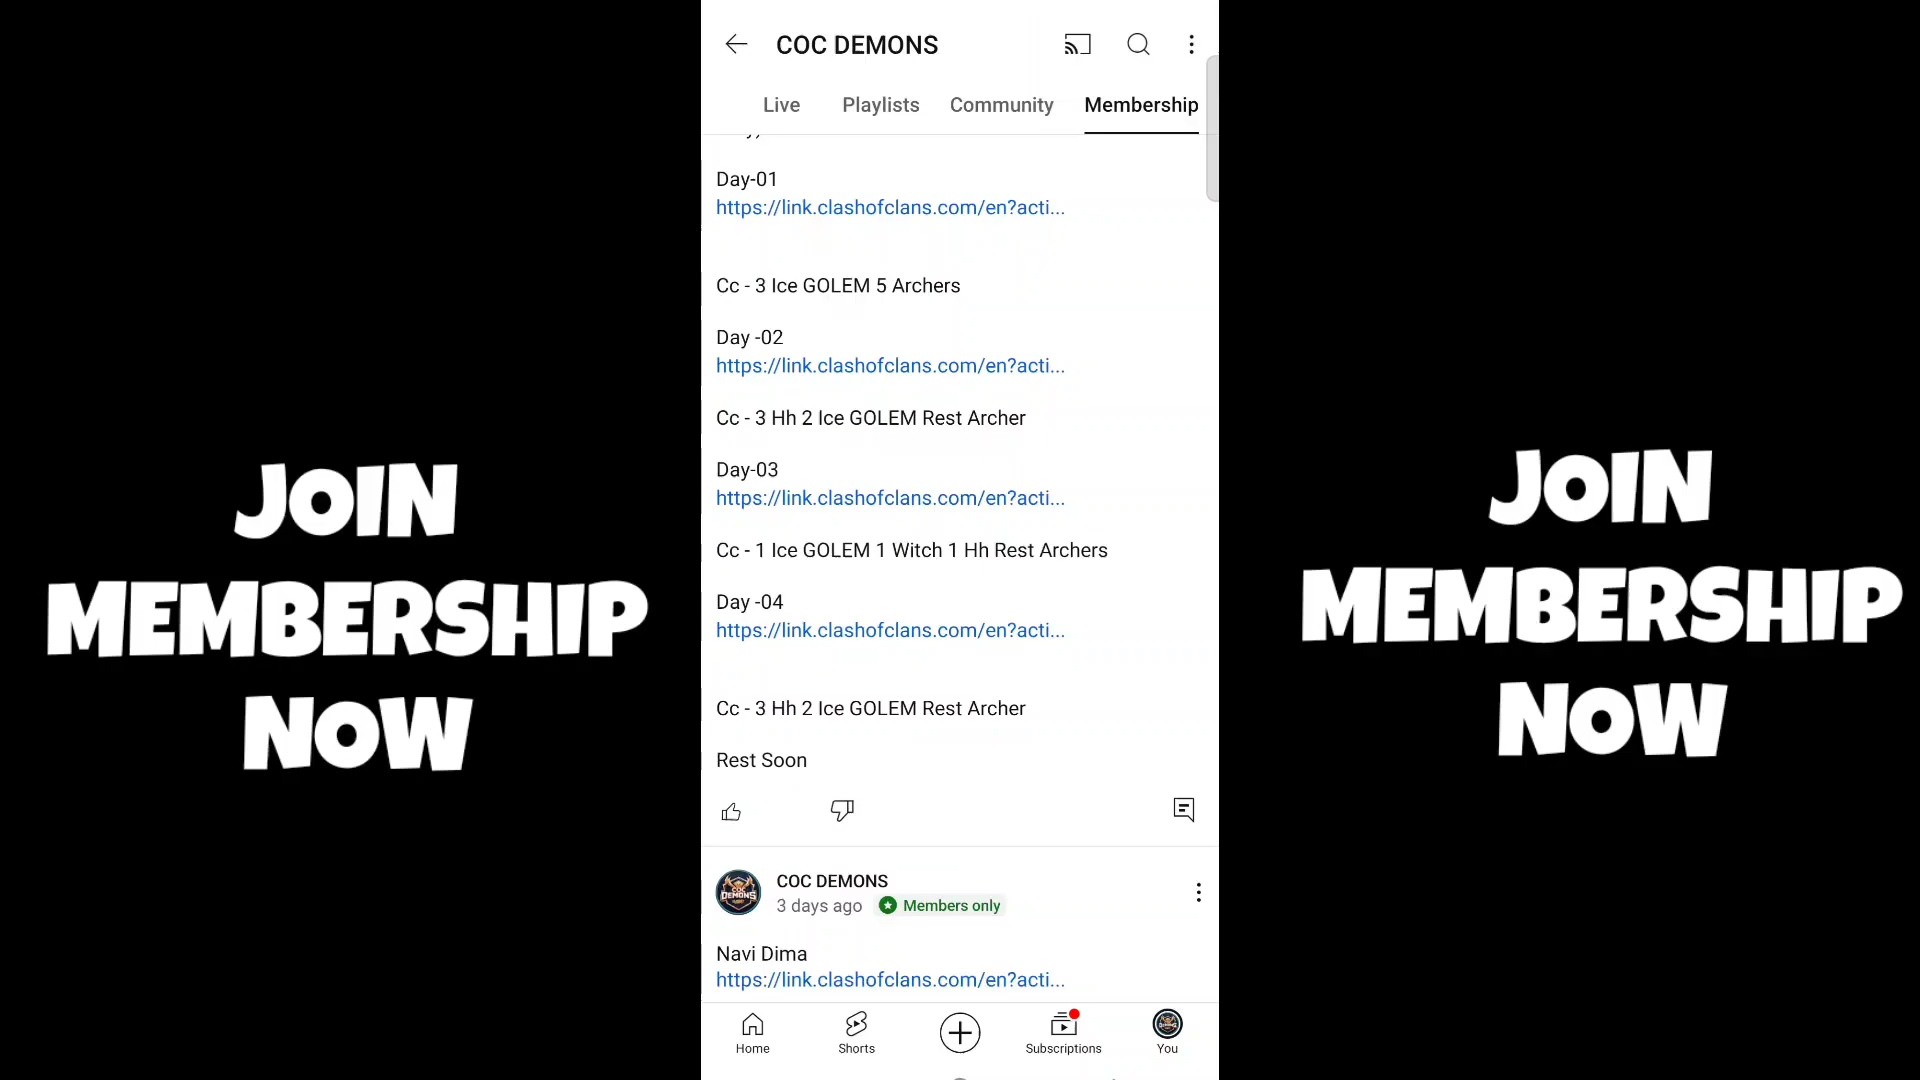 COC DEMONS
Live
Playlists
Community
Membership
Day-01
https://link.clashofclans.com/en?acti...
Cc - 3 Ice GOLEM 5 Archers
Day -02
https://link.clashofclans.com/en?acti...
Cc - 3 Hh 2 Ice GOLEM Rest Archer
Day-03
https://link.clashofclans.com/en?acti...
Cc - 1 Ice GOLEM 1 Witch 1 Hh Rest Archers
Day -04
https://link.clashofclans.com/en?acti...
Cc - 3 Hh 2 Ice GOLEM Rest Archer
Rest Soon
COC DEMONS
3 days ago Members only
COC
DEMONS
Navi Dima
https://link.clashofclans.com/en?acti...
Home
Shorts
Subscriptions
You
JOIN
MEMBERSHIP
NOW
JOIN
MEMBERSHIP
NOW